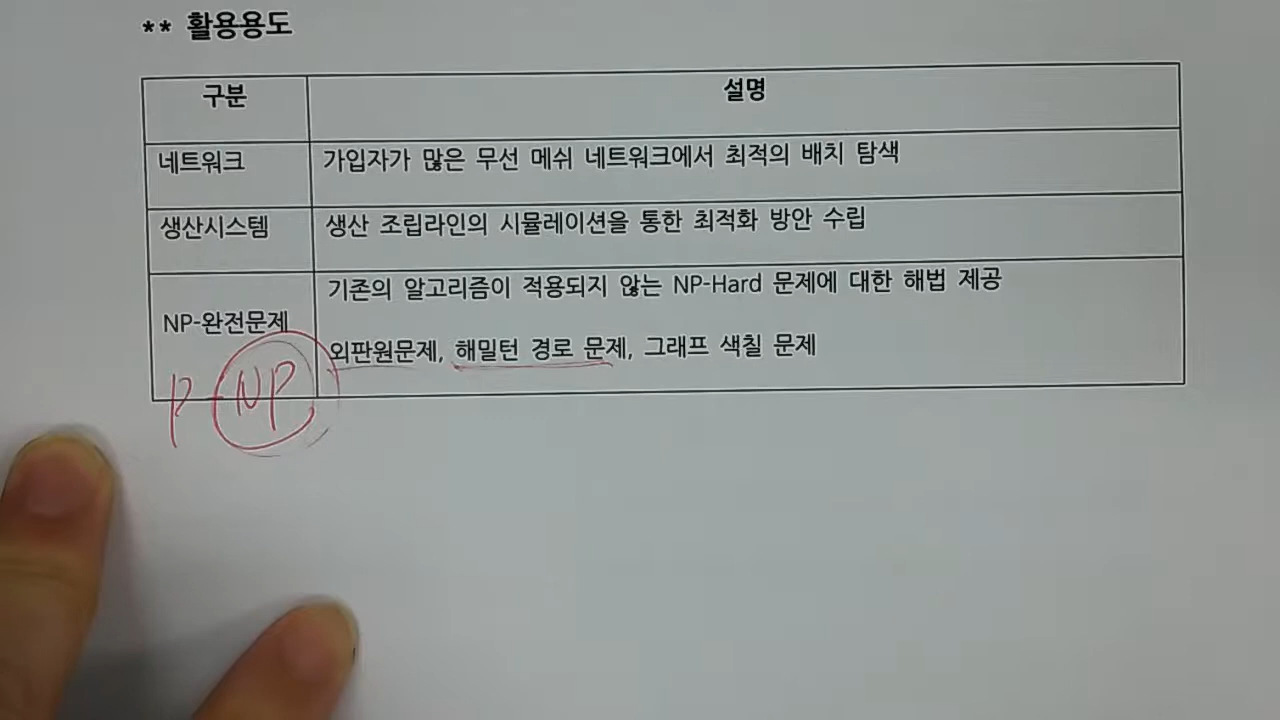 ** 활용용도
구분 설명
네트워크 가입자가 많은 무선 메쉬 네트워크에서 최적의 배치 탐색
생산시스템 생산 조립라인의 시뮬레이션을 통한 최적화 방안 수립
NP-완전문제 기존의 알고리즘이 적용되지 않는 NP-Hard 문제에 대한 해법 제공
외판원문제, 해밀턴 경로 문제, 그래프 색칠 문제
P NP